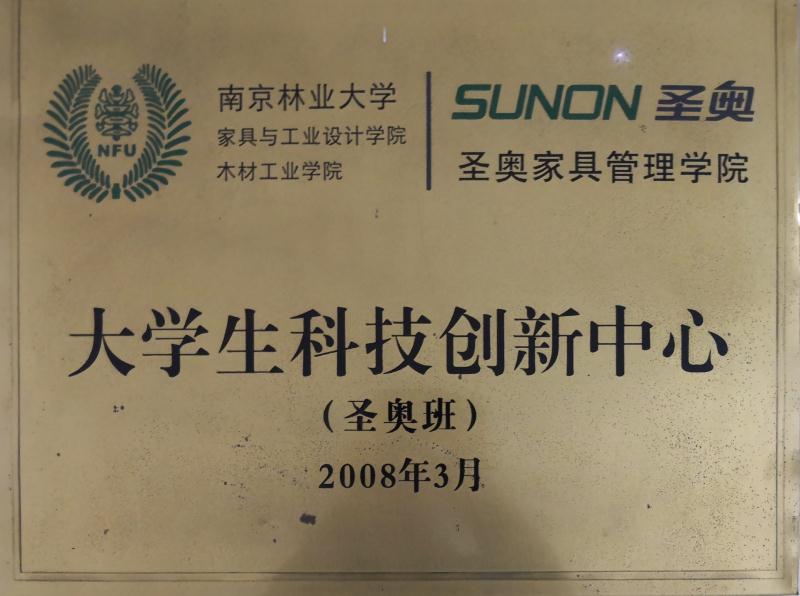 NFU
南京林业大学
家具与工业设计学院
木材工业学院
SUNON 圣奥
圣奥家具管理学院
大学生科技创新中心
（圣奥班）
2008年3月